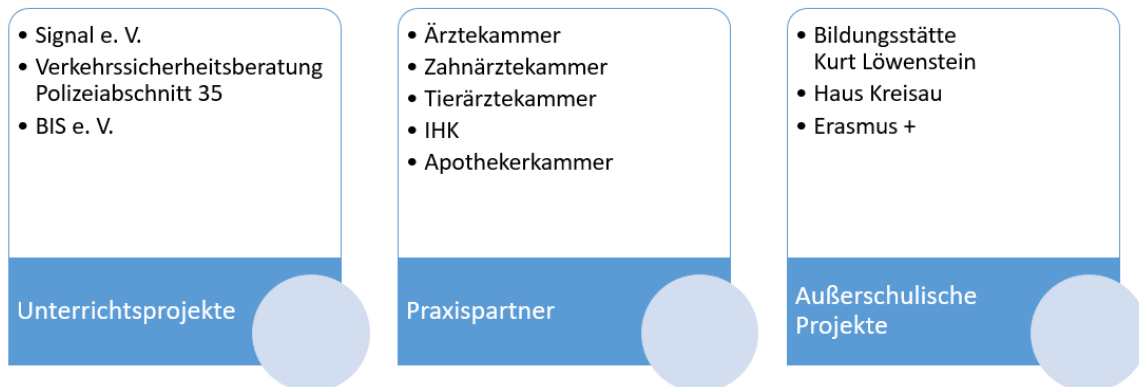 • Signal e. V.
• Verkehrssicherheitsberatung
Polizeiabschnitt 35
• BIS e. V.
Unterrichtsprojekte
• Ärztekammer
• Zahnärztekammer
• Tierärztekammer
• IHK
• Apothekerkammer
Praxispartner
• Bildungsstätte
Kurt Löwenstein
• Haus Kreisau
• Erasmus +
Außerschulische
Projekte